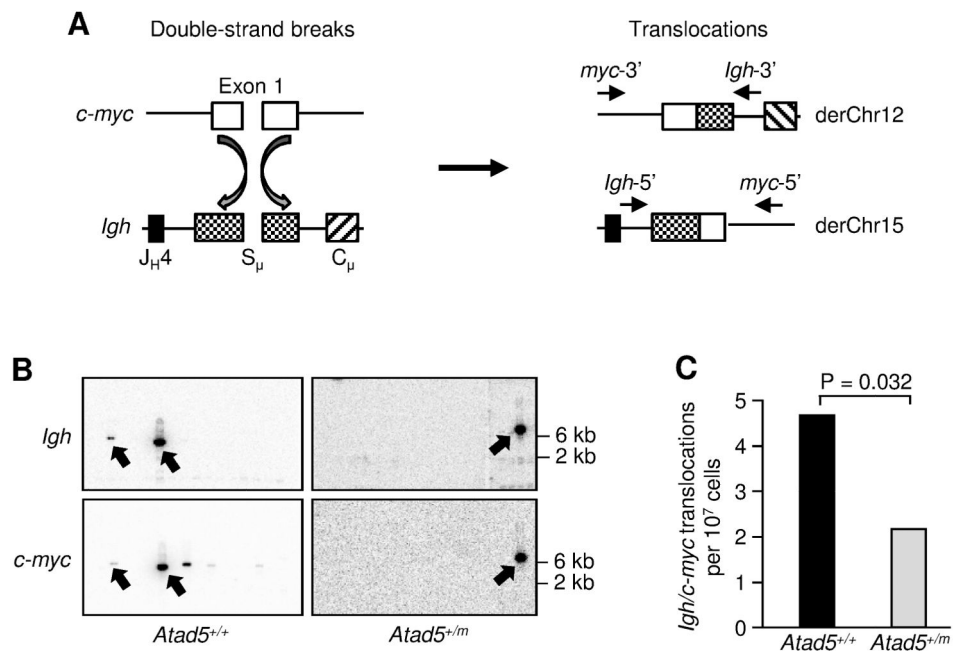 A
Double-strand breaks
Translocations
Exon 1
c-myc
myc-3’
Igh-3’
derChr12
Igh-5’
myc-5’
derChr15
Igh
JH4
Sµ
Cµ
B
Igh
6 kb
2 kb
c-myc
6 kb
2 kb
Atad5+/+
Atad5+/m
C
P = 0.032
Igh/c-myc translocations
per 10⁷ cells
5
4
3
2
1
0
Atad5+/+
Atad5+/m